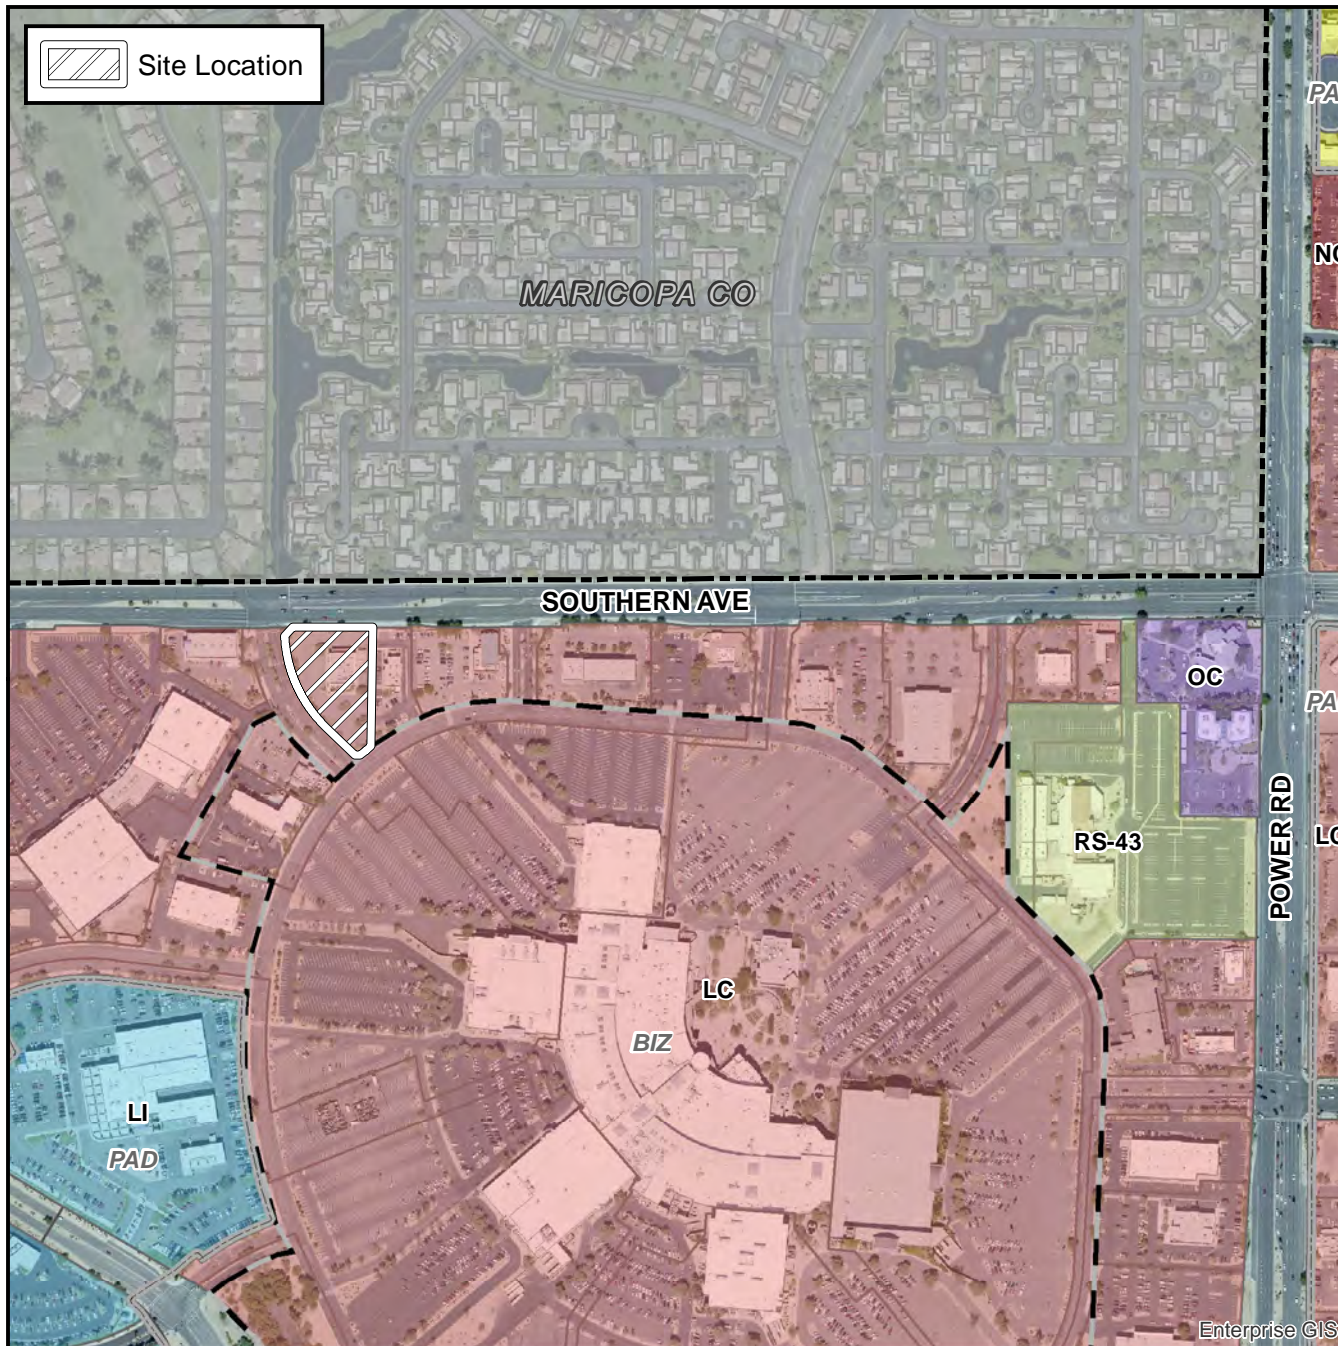 Site Location
PA
NC
MARICOPA CO
SOUTHERN AVE
OC
PA
RS-43
LC
POWER RD
LC
BIZ
LI
PAD
Enterprise GIS